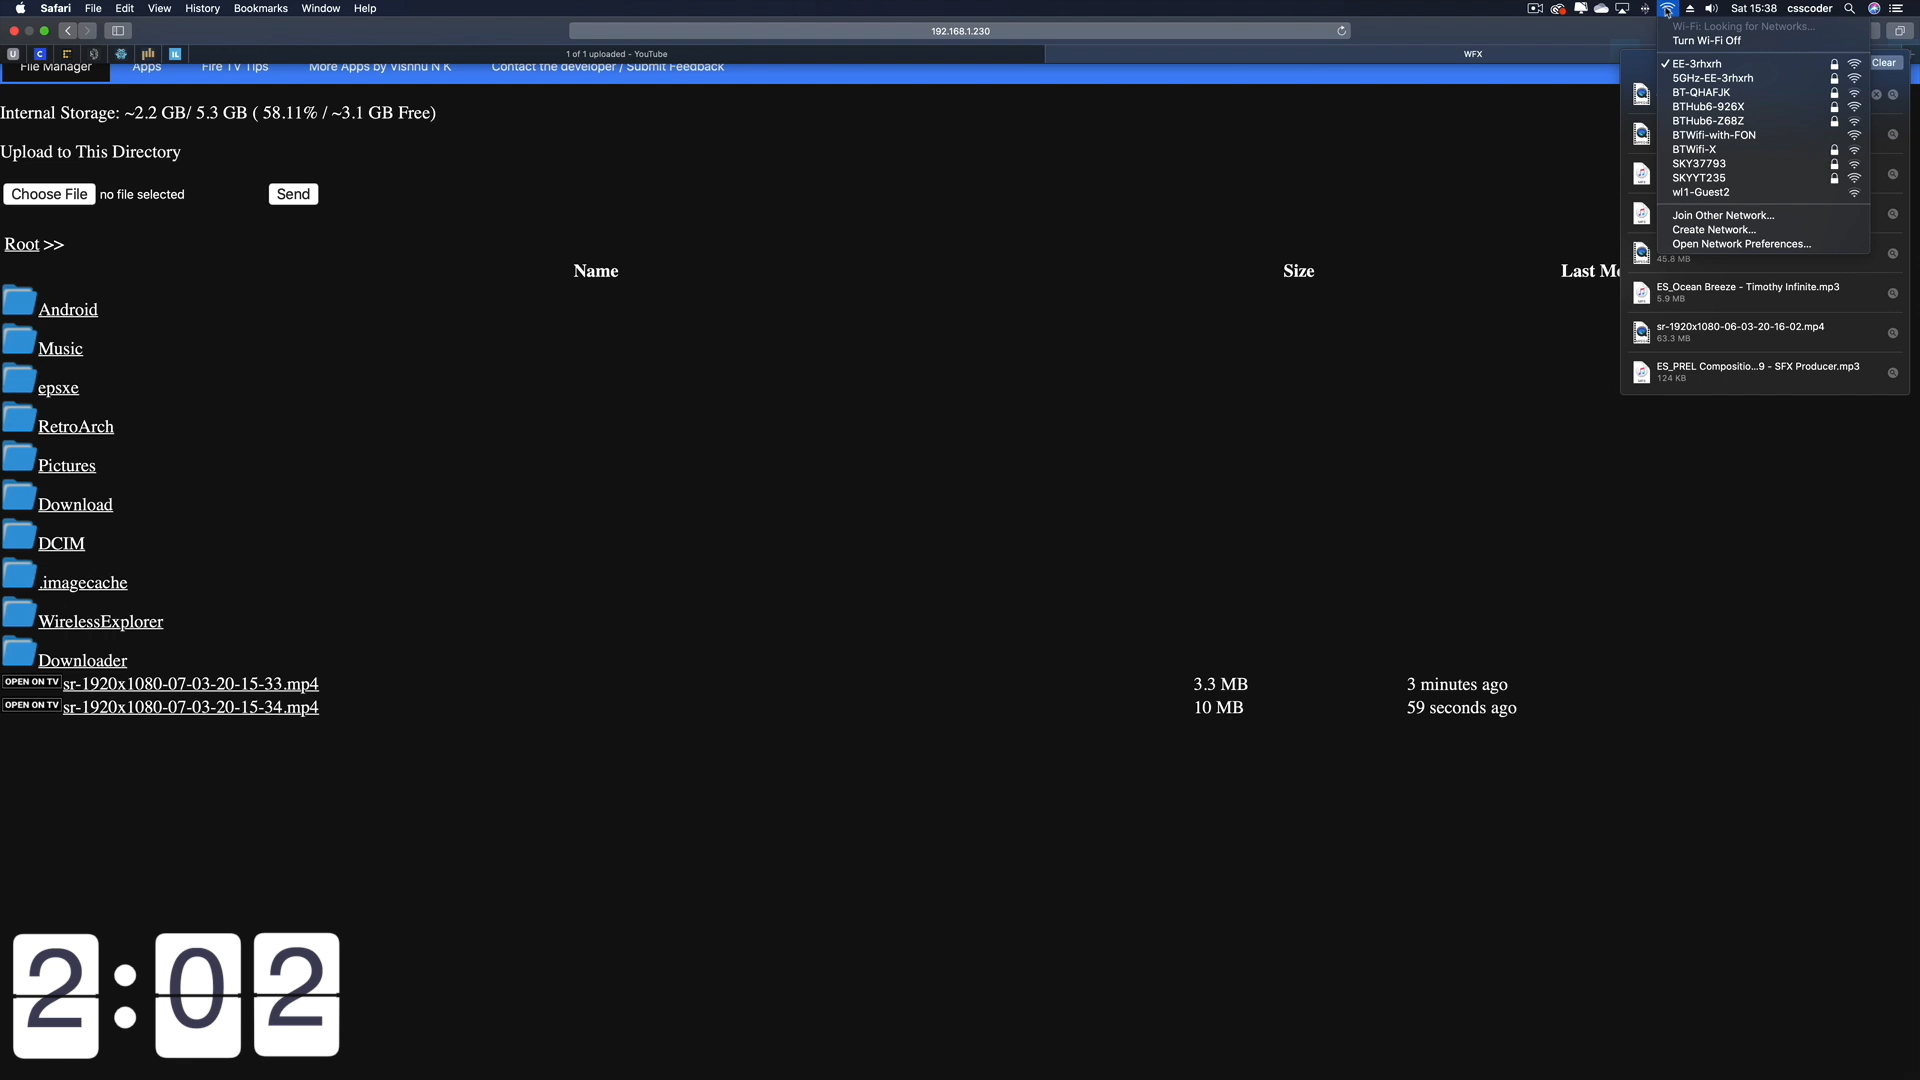 Safari File Edit View History Bookmarks Window Help
Sat 15:38 csscoder
192.168.1.230
1 of 1 uploaded - YouTube
WFX
File Manager Apps Fire TV Tips More Apps by Vishnu N K Contact the developer / Submit Feedback
Internal Storage: ~2.2 GB/ 5.3 GB ( 58.11% / ~3.1 GB Free)
Upload to This Directory
Choose File no file selected Send
Root >>
Name Size Last Mo
Android
Music
epsxe
RetroArch
Pictures
Download
DCIM
.imagecache
WirelessExplorer
Downloader
OPEN ON TV sr-1920x1080-07-03-20-15-33.mp4 3.3 MB 3 minutes ago
OPEN ON TV sr-1920x1080-07-03-20-15-34.mp4 10 MB 59 seconds ago
Wi-Fi: Looking for Networks...
Turn Wi-Fi Off
EE-3rhxrh
5GHz-EE-3rhxrh
BT-QHAFJK
BTHub6-926X
BTHub6-Z68Z
BTWifi-with-FON
BTWifi-X
SKY37793
SKYYT235
wl1-Guest2
Join Other Network...
Create Network...
Open Network Preferences...
Clear
45.8 MB
ES_Ocean Breeze - Timothy Infinite.mp3
5.9 MB
sr-1920x1080-06-03-20-16-02.mp4
63.3 MB
ES_PREL Compositio...9 - SFX Producer.mp3
124 KB
2:02